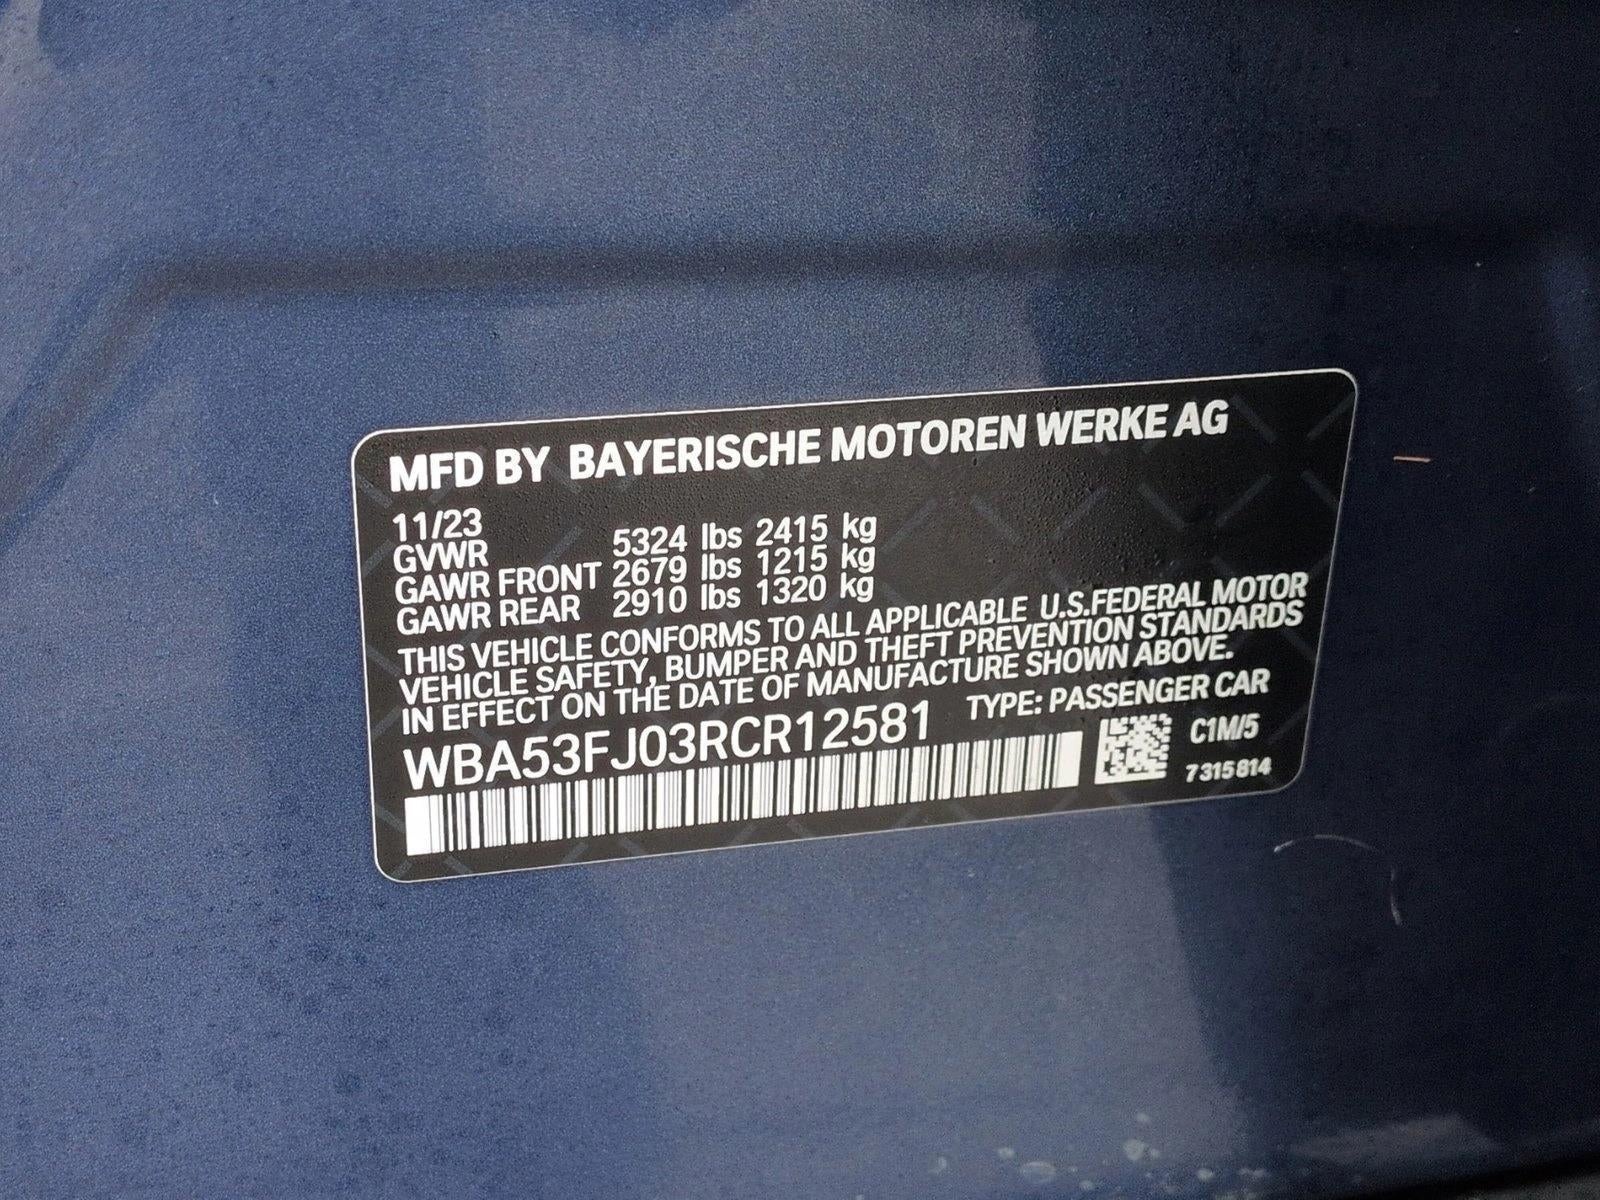 MFD BY BAYERISCHE MOTOREN WERKE AG
11/23
GVWR 5324 lbs 2415 kg
GAWR FRONT 2679 lbs 1215 kg
GAWR REAR 2910 lbs 1320 kg
THIS VEHICLE CONFORMS TO ALL APPLICABLE U.S.FEDERAL MOTOR
VEHICLE SAFETY, BUMPER AND THEFT PREVENTION STANDARDS
IN EFFECT ON THE DATE OF MANUFACTURE SHOWN ABOVE.
WBA53FJ03RCR12581 TYPE: PASSENGER CAR
C1M/5
7315814